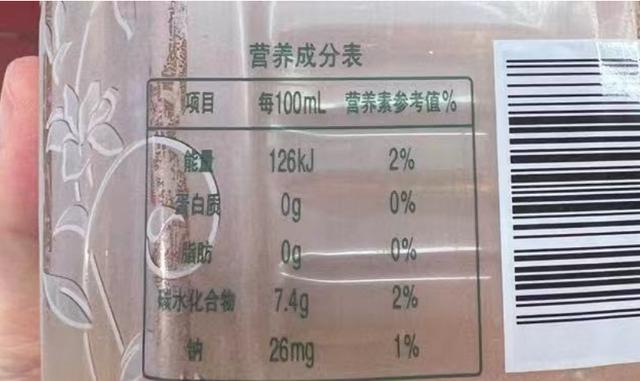 营养成分表
项目 每100mL 营养素参考值%
能量 126kJ 2%
蛋白质 0g 0%
脂肪 0g 0%
碳水化合物 7.4g 2%
钠 26mg 1%